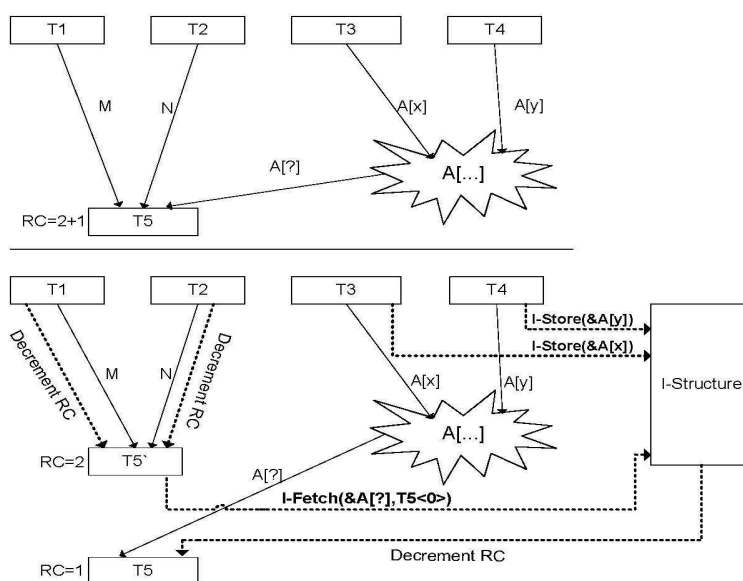 T1 T2 T3 T4
M N A[x] A[y]
A[?] A[...]
RC=2+1 T5
T1 T2 T3 T4
I-Store(&A[y])
I-Store(&A[x])
Decrement RC M N Decrement RC A[x] A[y] I-Structure
A[...]
RC=2 T5`
A[?]
I-Fetch(&A[?],T5<0>)
Decrement RC
RC=1 T5